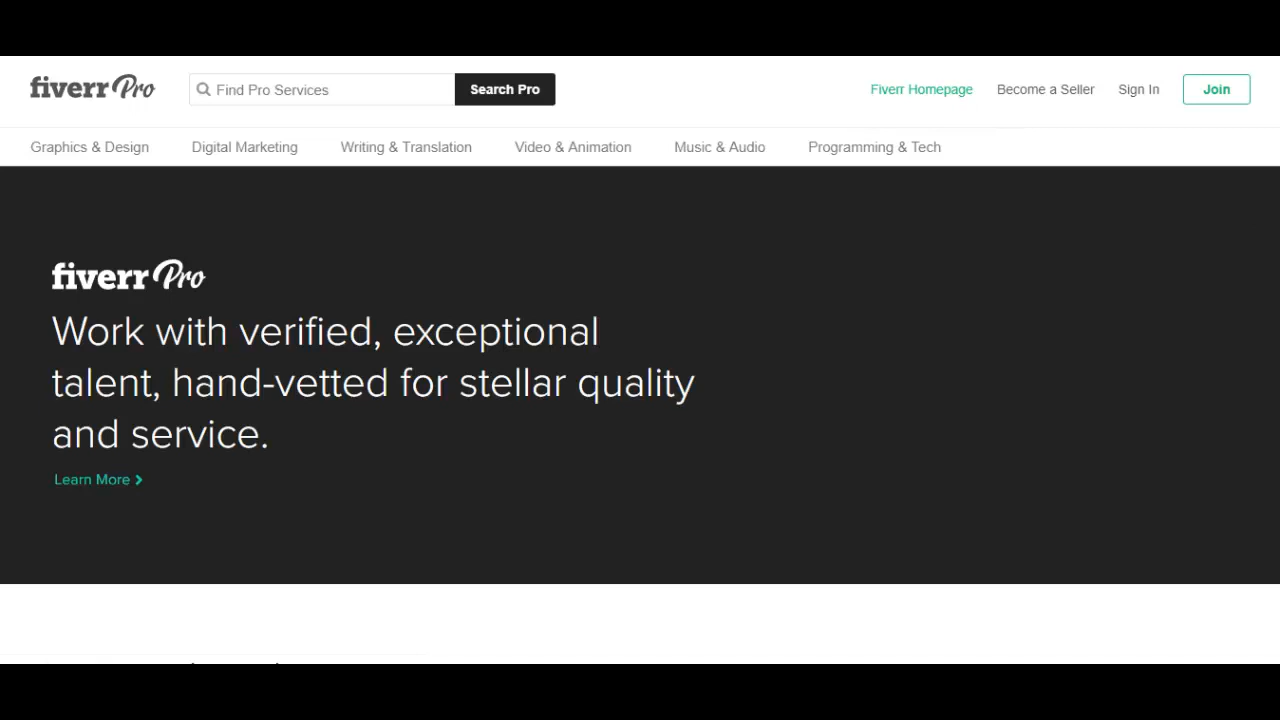 fiverr Pro
Find Pro Services
Search Pro
Fiverr Homepage
Become a Seller
Sign In
Join
Graphics & Design
Digital Marketing
Writing & Translation
Video & Animation
Music & Audio
Programming & Tech
fiverr Pro
Work with verified, exceptional
talent, hand-vetted for stellar quality
and service.
Learn More